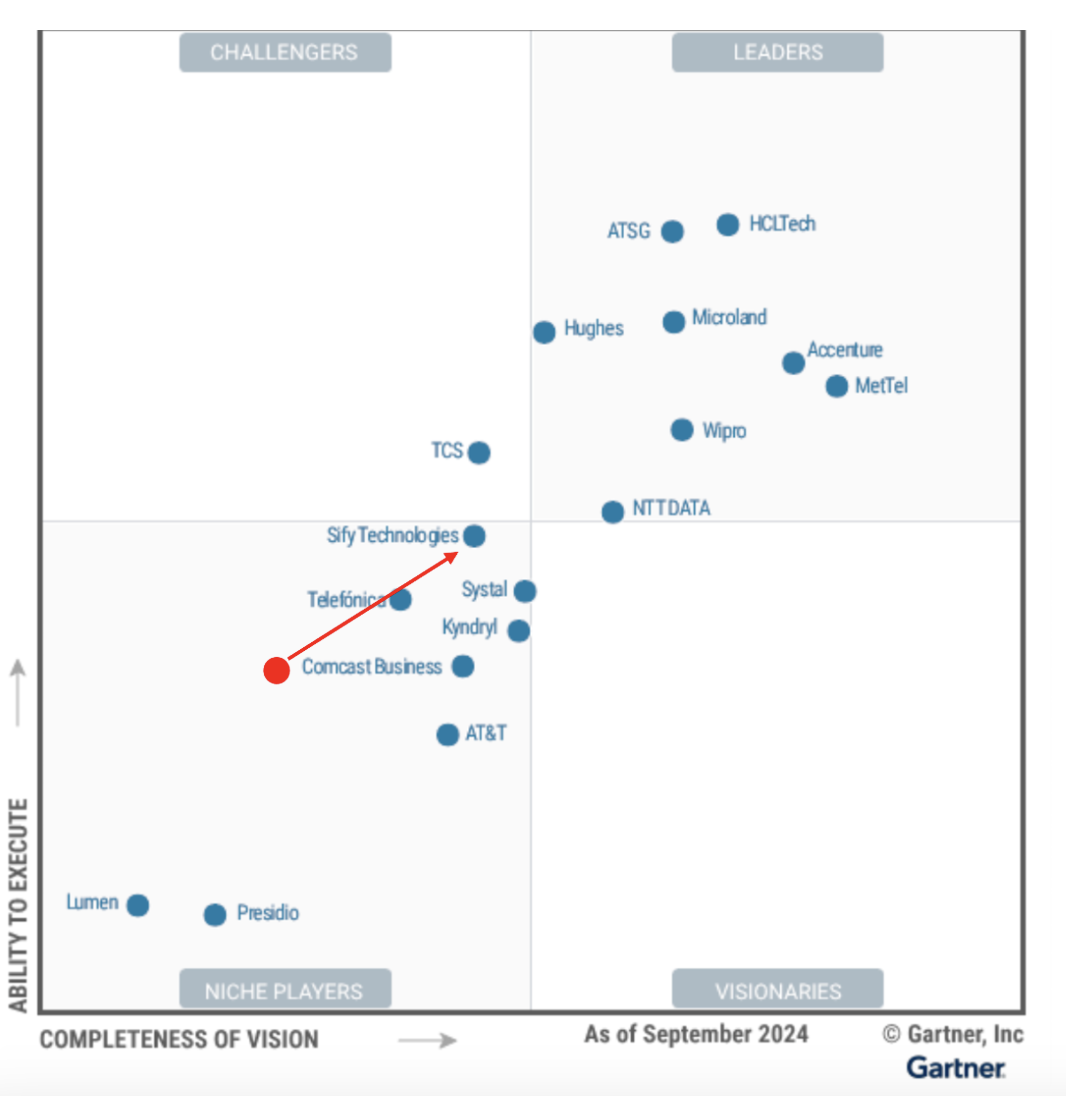 CHALLENGERS
LEADERS
ATSG
HCLTech
Hughes
Microland
Accenture
MetTel
Wipro
TCS
NTT DATA
Sify Technologies
Telefónica
Systal
Kyndryl
Comcast Business
AT&T
Lumen
Presidio
NICHE PLAYERS
VISIONARIES
ABILITY TO EXECUTE
COMPLETENESS OF VISION
As of September 2024
© Gartner, Inc
Gartner